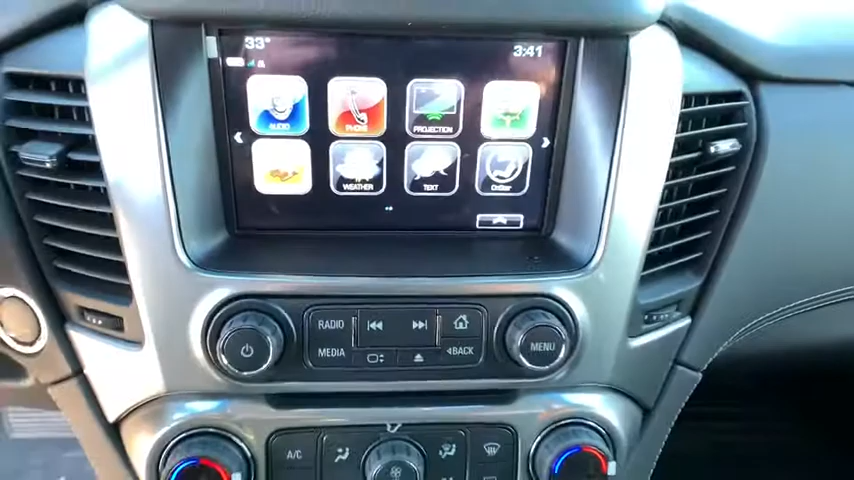 33°
3:41
AUDIO
PHONE
PROJECTION
WEATHER
TEXT
OnStar
RADIO
MEDIA
BACK
MENU
A/C